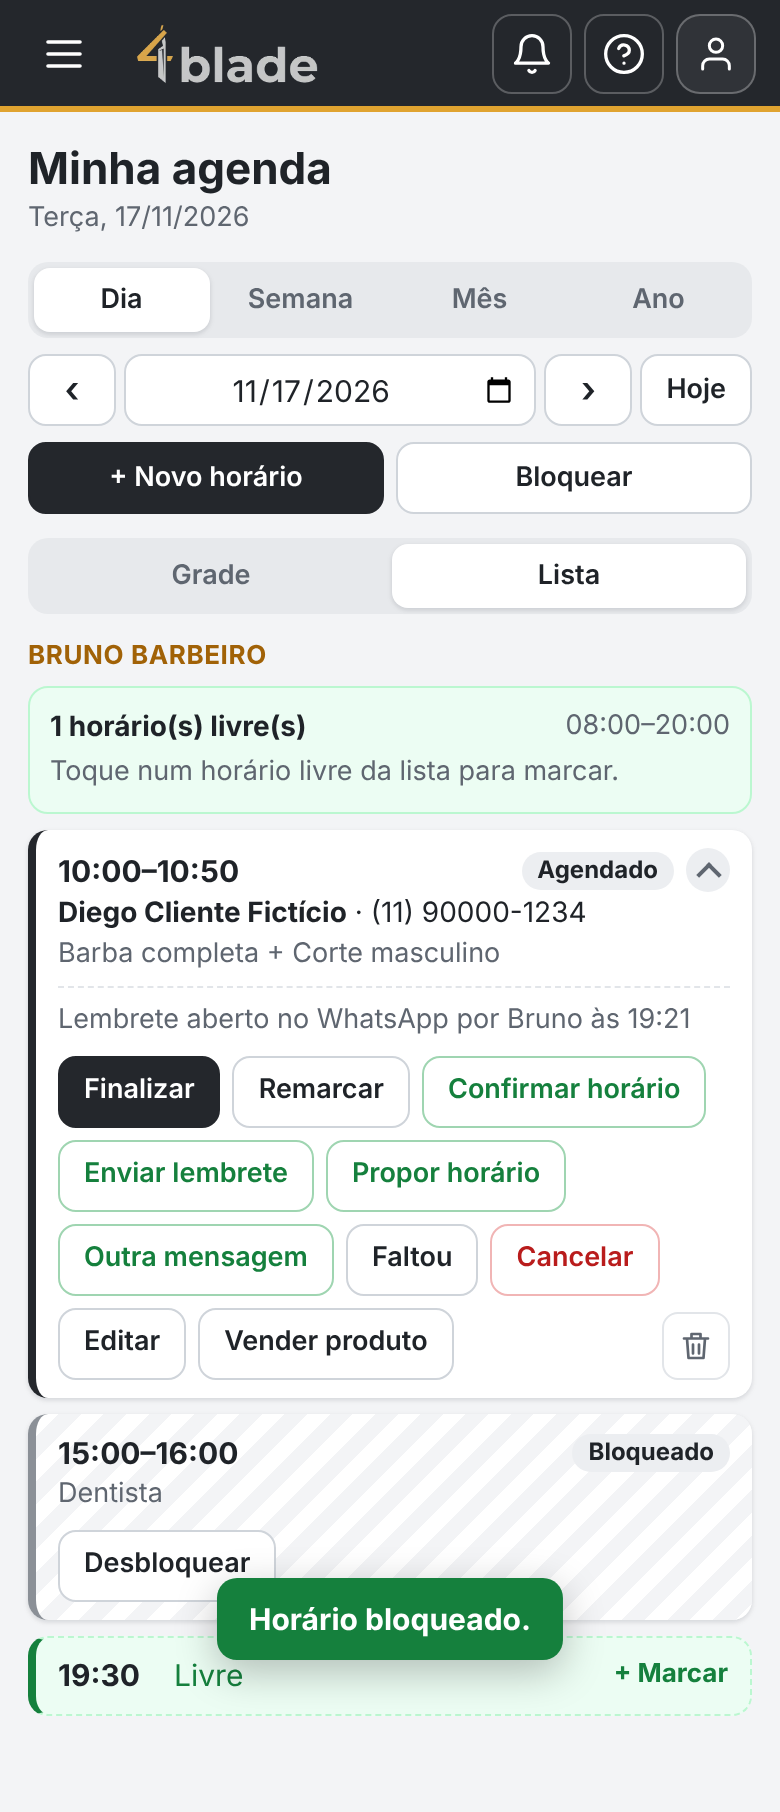 4blade
Minha agenda
Terça, 17/11/2026
Dia Semana Mês Ano
‹ 11/17/2026 › Hoje
+ Novo horário Bloquear
Grade Lista
BRUNO BARBEIRO
1 horário(s) livre(s) 08:00–20:00
Toque num horário livre da lista para marcar.
10:00–10:50 Agendado
Diego Cliente Fictício · (11) 90000-1234
Barba completa + Corte masculino
Lembrete aberto no WhatsApp por Bruno às 19:21
Finalizar Remarcar Confirmar horário
Enviar lembrete Propor horário
Outra mensagem Faltou Cancelar
Editar Vender produto
15:00–16:00 Bloqueado
Dentista
Desbloquear
Horário bloqueado.
19:30 Livre + Marcar